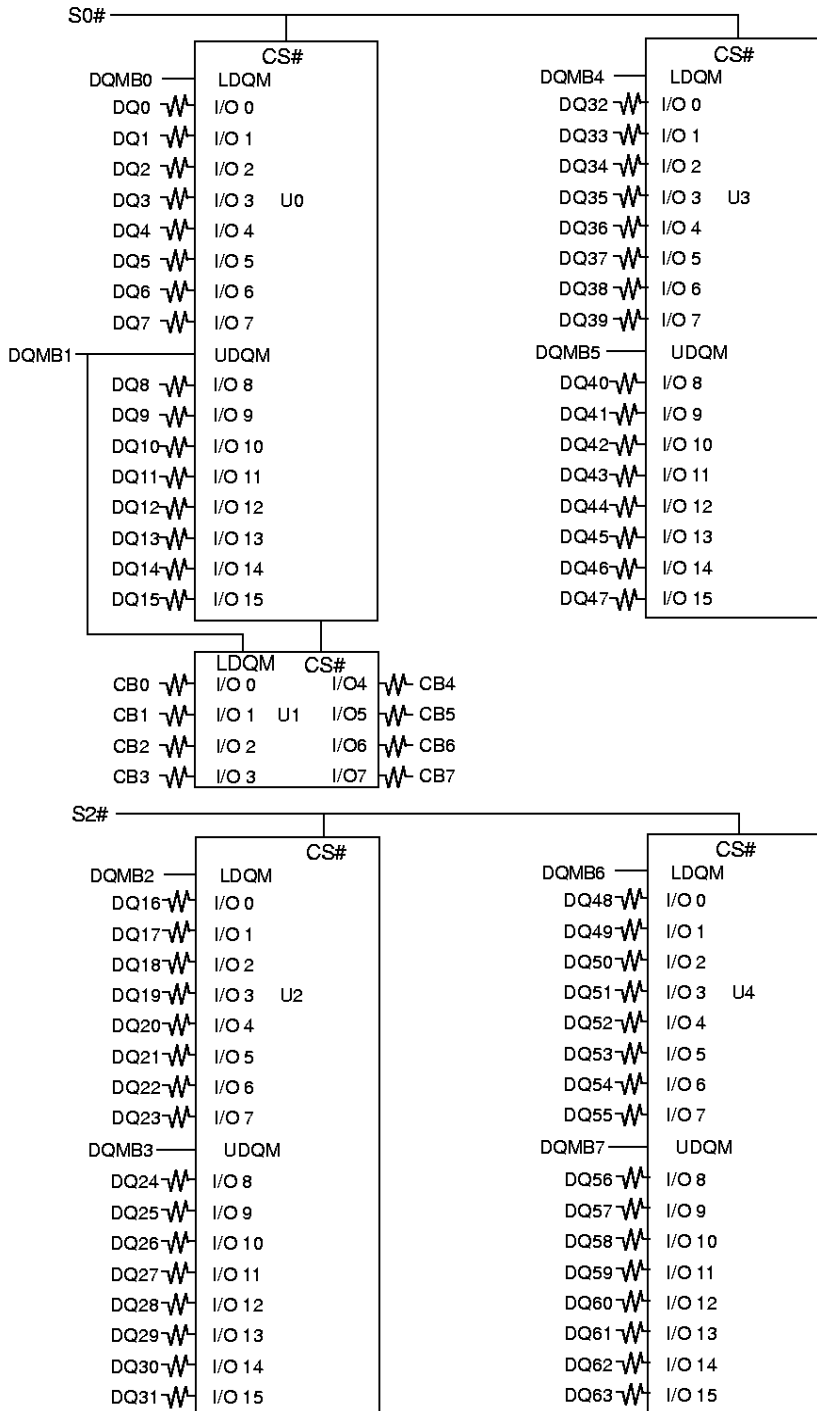 S0#
CS#
DQMB0 LDQM
DQ0 I/O 0
DQ1 I/O 1
DQ2 I/O 2
DQ3 I/O 3 U0
DQ4 I/O 4
DQ5 I/O 5
DQ6 I/O 6
DQ7 I/O 7
DQMB1 UDQM
DQ8 I/O 8
DQ9 I/O 9
DQ10 I/O 10
DQ11 I/O 11
DQ12 I/O 12
DQ13 I/O 13
DQ14 I/O 14
DQ15 I/O 15
LDQM CS#
CB0 I/O 0 I/O4 CB4
CB1 I/O 1 U1 I/O5 CB5
CB2 I/O 2 I/O6 CB6
CB3 I/O 3 I/O7 CB7
CS#
DQMB4 LDQM
DQ32 I/O 0
DQ33 I/O 1
DQ34 I/O 2
DQ35 I/O 3 U3
DQ36 I/O 4
DQ37 I/O 5
DQ38 I/O 6
DQ39 I/O 7
DQMB5 UDQM
DQ40 I/O 8
DQ41 I/O 9
DQ42 I/O 10
DQ43 I/O 11
DQ44 I/O 12
DQ45 I/O 13
DQ46 I/O 14
DQ47 I/O 15
S2#
CS#
DQMB2 LDQM
DQ16 I/O 0
DQ17 I/O 1
DQ18 I/O 2
DQ19 I/O 3 U2
DQ20 I/O 4
DQ21 I/O 5
DQ22 I/O 6
DQ23 I/O 7
DQMB3 UDQM
DQ24 I/O 8
DQ25 I/O 9
DQ26 I/O 10
DQ27 I/O 11
DQ28 I/O 12
DQ29 I/O 13
DQ30 I/O 14
DQ31 I/O 15
CS#
DQMB6 LDQM
DQ48 I/O 0
DQ49 I/O 1
DQ50 I/O 2
DQ51 I/O 3 U4
DQ52 I/O 4
DQ53 I/O 5
DQ54 I/O 6
DQ55 I/O 7
DQMB7 UDQM
DQ56 I/O 8
DQ57 I/O 9
DQ58 I/O 10
DQ59 I/O 11
DQ60 I/O 12
DQ61 I/O 13
DQ62 I/O 14
DQ63 I/O 15